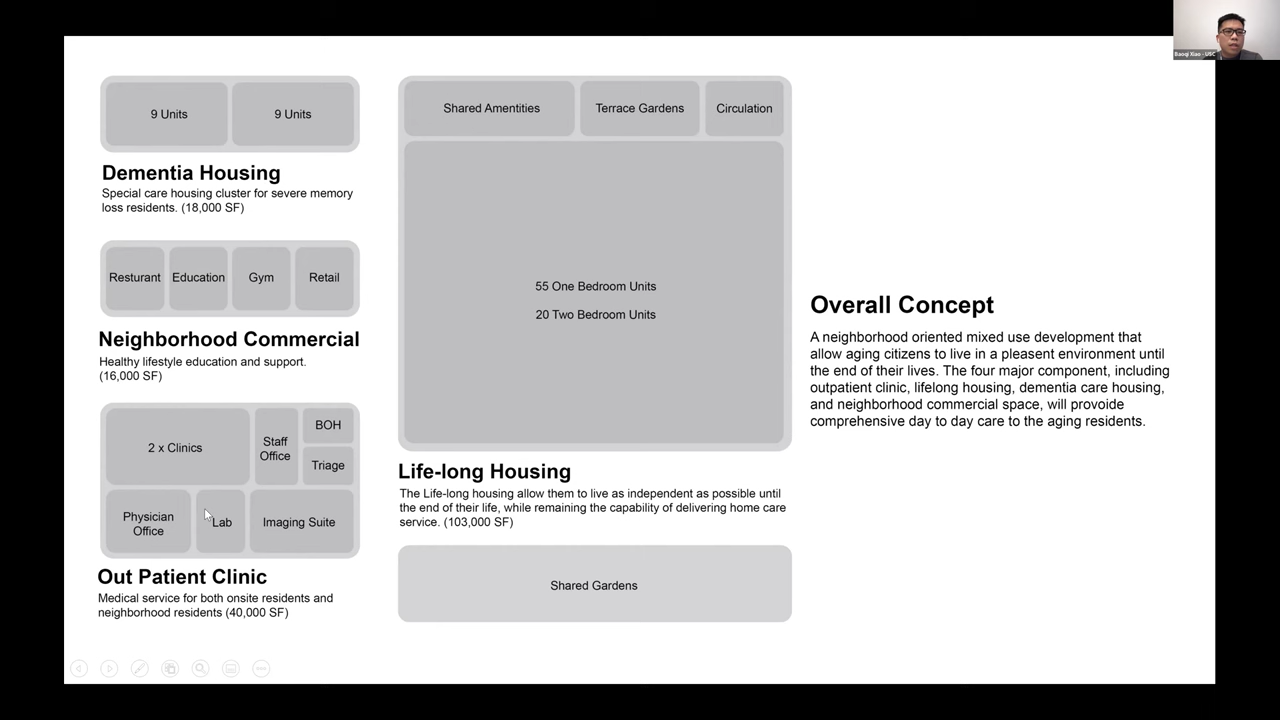 Baoqi Xiao - USC
9 Units
9 Units
Dementia Housing
Special care housing cluster for severe memory
loss residents. (18,000 SF)
Resturant
Education
Gym
Retail
Neighborhood Commercial
Healthy lifestyle education and support.
(16,000 SF)
2 x Clinics
Staff
Office
BOH
Triage
Physician
Office
Lab
Imaging Suite
Out Patient Clinic
Medical service for both onsite residents and
neighborhood residents (40,000 SF)
Shared Amentities
Terrace Gardens
Circulation
55 One Bedroom Units
20 Two Bedroom Units
Life-long Housing
The Life-long housing allow them to live as independent as possible until
the end of their life, while remaining the capability of delivering home care
service. (103,000 SF)
Shared Gardens
Overall Concept
A neighborhood oriented mixed use development that
allow aging citizens to live in a pleasent environment until
the end of their lives. The four major component, including
outpatient clinic, lifelong housing, dementia care housing,
and neighborhood commercial space, will provoide
comprehensive day to day care to the aging residents.